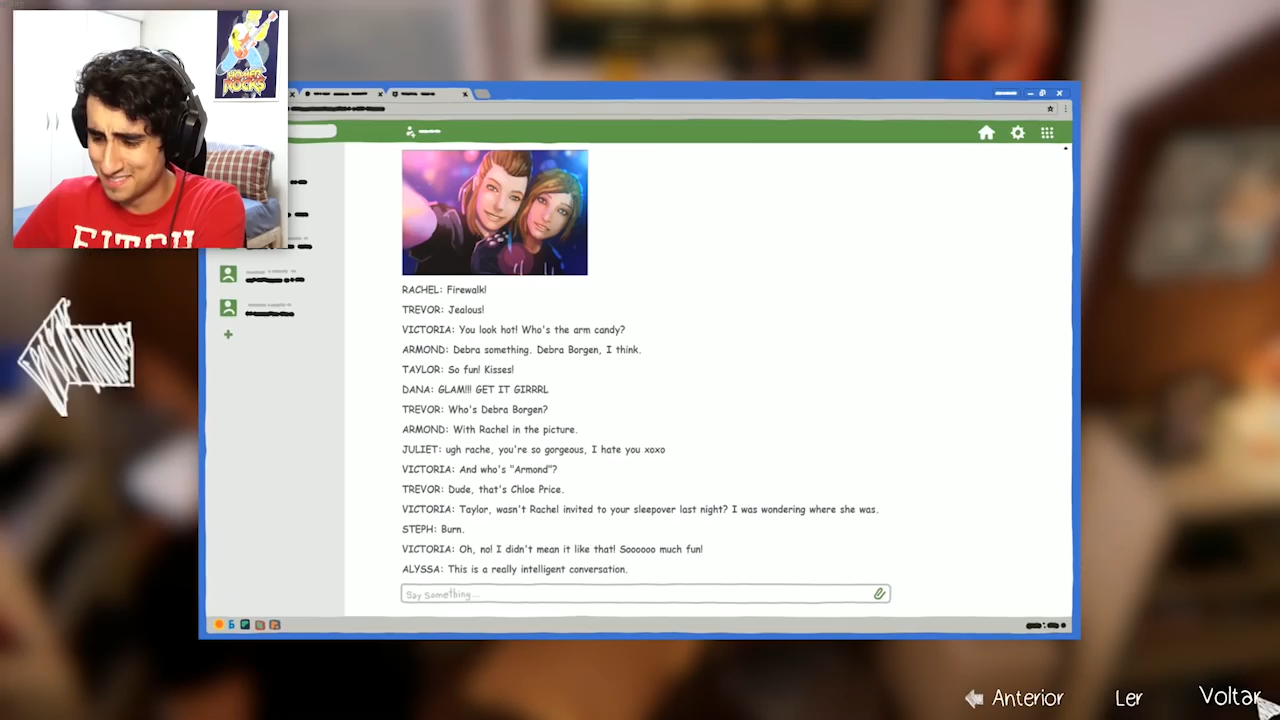 HOMER
ROCKS
FITCH
RACHEL: Firewalk!
TREVOR: Jealous!
VICTORIA: You look hot! Who's the arm candy?
ARMOND: Debra something. Debra Borgen, I think.
TAYLOR: So fun! Kisses!
DANA: GLAM!!! GET IT GIRRRL
TREVOR: Who's Debra Borgen?
ARMOND: With Rachel in the picture.
JULIET: ugh rache, you're so gorgeous, I hate you xoxo
VICTORIA: And who's "Armond"?
TREVOR: Dude, that's Chloe Price.
VICTORIA: Taylor, wasn't Rachel invited to your sleepover last night? I was wondering where she was.
STEPH: Burn.
VICTORIA: Oh, no! I didn't mean it like that! Soooooo much fun!
ALYSSA: This is a really intelligent conversation.
Say something...
Anterior Ler Voltar